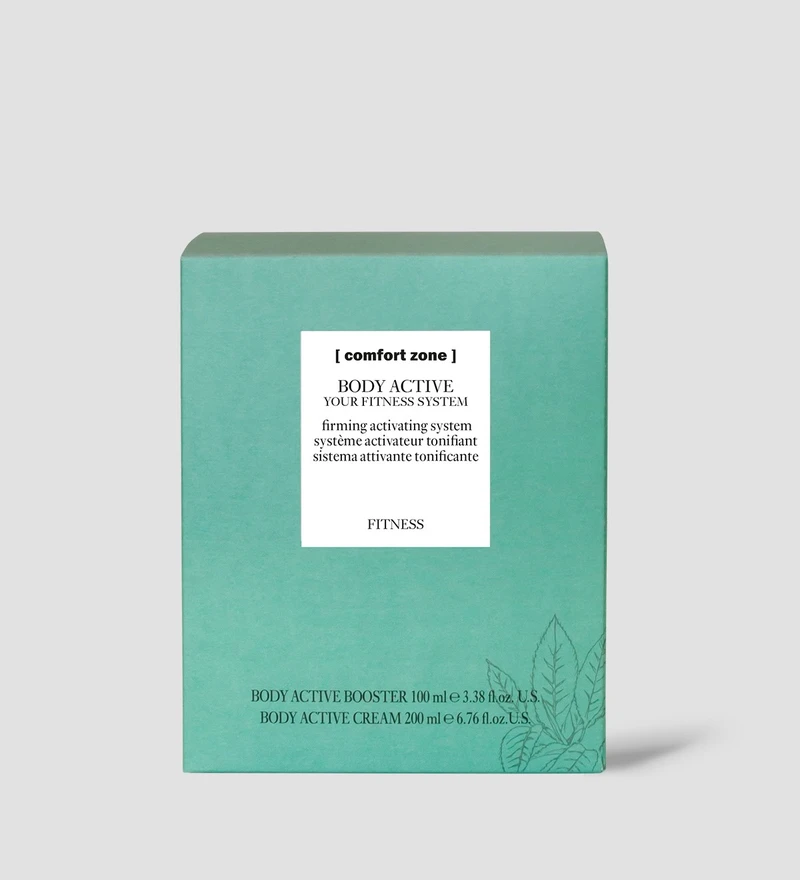 [ comfort zone ]
BODY ACTIVE
YOUR FITNESS SYSTEM
firming activating system
système activateur tonifiant
sistema attivante tonificante
FITNESS
BODY ACTIVE BOOSTER 100 ml ℮ 3.38 fl.oz. U.S.
BODY ACTIVE CREAM 200 ml ℮ 6.76 fl.oz.U.S.